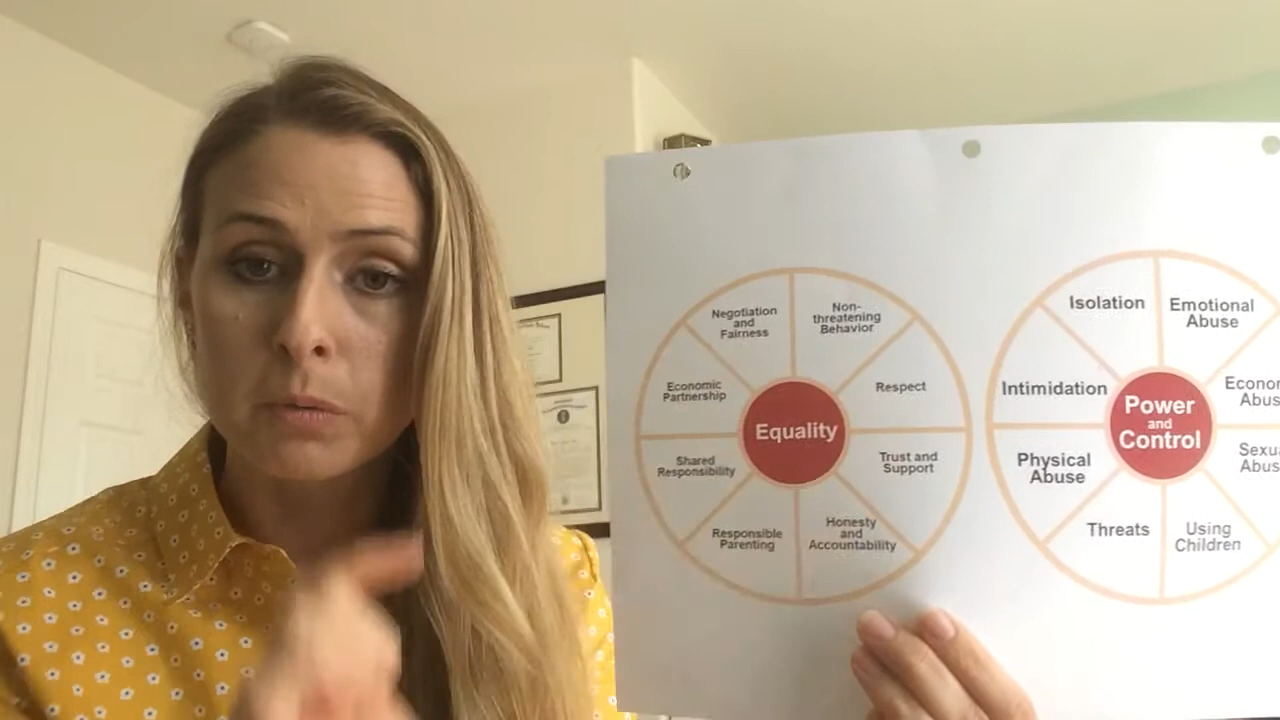 Negotiation
and
Fairness
Non-
threatening
Behavior
Economic
Partnership
Respect
Equality
Shared
Responsibility
Trust and
Support
Responsible
Parenting
Honesty
and
Accountability
Isolation
Emotional
Abuse
Intimidation
Power
and
Control
Physical
Abuse
Threats
Using
Children